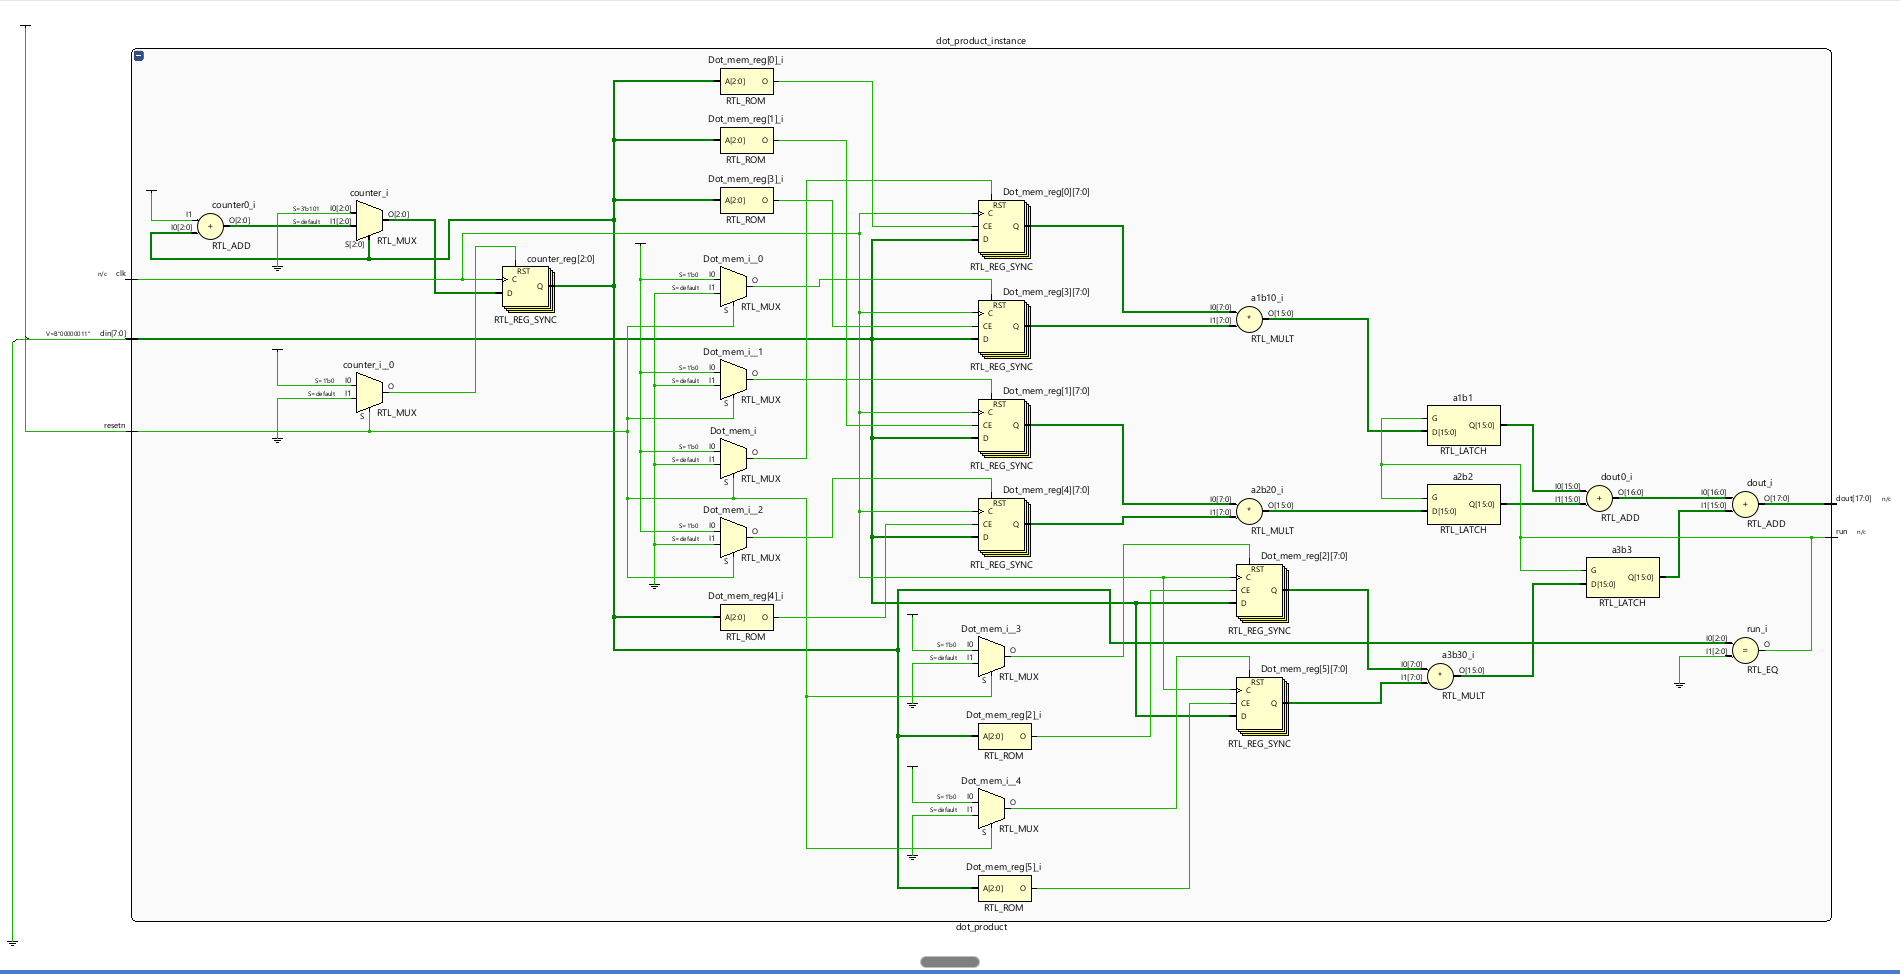 dot_product_instance
Dot_mem_reg[0]_i
A[2:0] O
RTL_ROM
Dot_mem_reg[1]_i
A[2:0] O
RTL_ROM
Dot_mem_reg[3]_i
A[2:0] O
RTL_ROM
counter0_i
I1
I0[2:0]
+
O[2:0]
RTL_ADD
counter_i
S=3'b101 I0[2:0]
S=default I1[2:0]
S[2:0]
O[2:0]
RTL_MUX
n/c clk
counter_reg[2:0]
RST
C
D
Q
RTL_REG_SYNC
V=B"00000011" din[7:0]
counter_i__0
S=1'b0 I0
S=default I1
S
O
RTL_MUX
resetn
Dot_mem_i__0
S=1'b0 I0
S=default I1
S
O
RTL_MUX
Dot_mem_i__1
S=1'b0 I0
S=default I1
S
O
RTL_MUX
Dot_mem_i
S=1'b0 I0
S=default I1
S
O
RTL_MUX
Dot_mem_i__2
S=1'b0 I0
S=default I1
S
O
RTL_MUX
Dot_mem_reg[4]_i
A[2:0] O
RTL_ROM
Dot_mem_reg[0][7:0]
RST
C
CE Q
D
RTL_REG_SYNC
Dot_mem_reg[3][7:0]
RST
C
CE Q
D
RTL_REG_SYNC
Dot_mem_reg[1][7:0]
RST
C
CE Q
D
RTL_REG_SYNC
Dot_mem_reg[4][7:0]
RST
C
CE Q
D
RTL_REG_SYNC
Dot_mem_i__3
S=1'b0 I0
S=default I1
S
O
RTL_MUX
Dot_mem_reg[2]_i
A[2:0] O
RTL_ROM
Dot_mem_i__4
S=1'b0 I0
S=default I1
S
O
RTL_MUX
Dot_mem_reg[5]_i
A[2:0] O
RTL_ROM
a1b10_i
I0[7:0]
I1[7:0]
*
O[15:0]
RTL_MULT
a2b20_i
I0[7:0]
I1[7:0]
*
O[15:0]
RTL_MULT
Dot_mem_reg[2][7:0]
RST
C
CE Q
D
RTL_REG_SYNC
Dot_mem_reg[5][7:0]
RST
C
CE Q
D
RTL_REG_SYNC
a1b1
G
D[15:0] Q[15:0]
RTL_LATCH
a2b2
G
D[15:0] Q[15:0]
RTL_LATCH
a3b30_i
I0[7:0]
I1[7:0]
*
O[15:0]
RTL_MULT
dout0_i
I0[15:0]
I1[15:0]
+
O[16:0]
RTL_ADD
a3b3
G
D[15:0] Q[15:0]
RTL_LATCH
dout_i
I0[16:0]
I1[15:0]
+
O[17:0]
RTL_ADD
run_i
I0[2:0]
I1[2:0]
=
O
RTL_EQ
dout[17:0] n/c
run n/c
dot_product